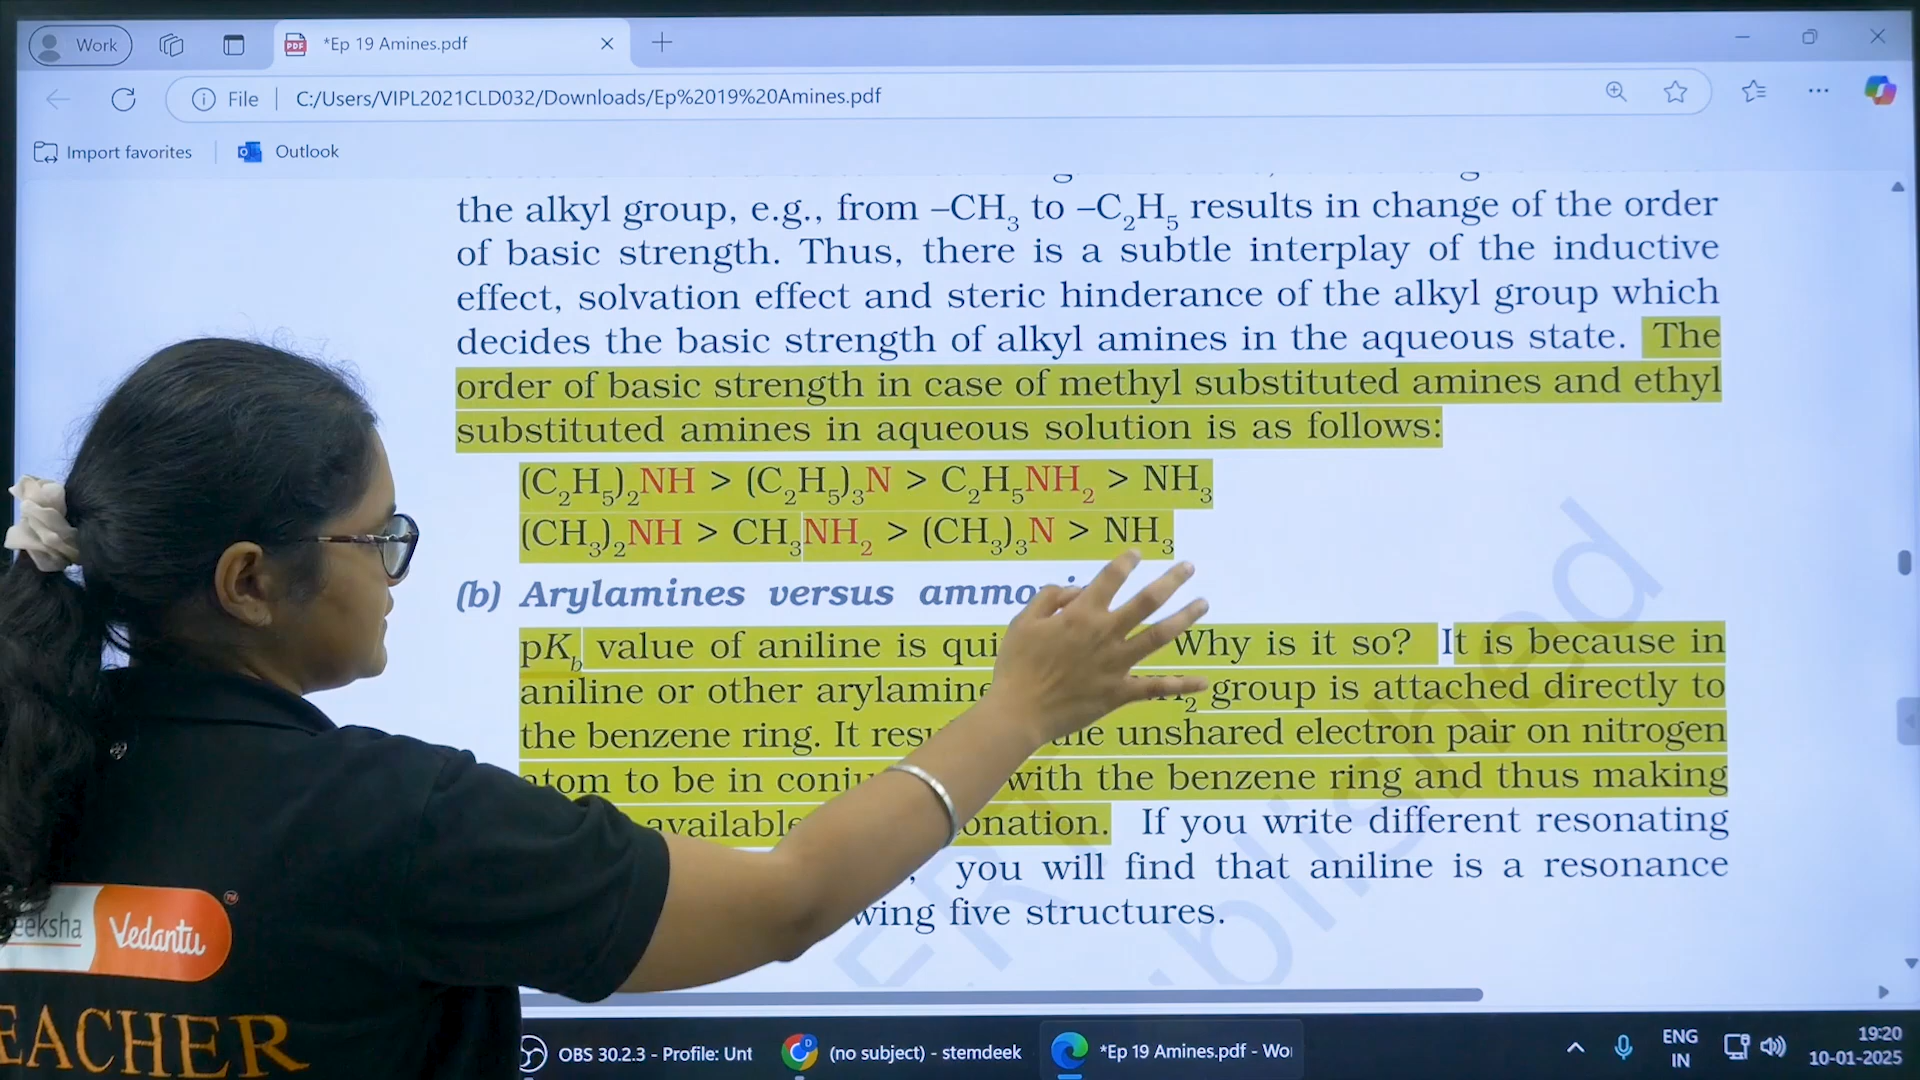 Work
*Ep 19 Amines.pdf
File
C:/Users/VIPL2021CLD032/Downloads/Ep%2019%20Amines.pdf
Import favorites
Outlook
the alkyl group, e.g., from –CH₃ to –C₂H₅ results in change of the order
of basic strength. Thus, there is a subtle interplay of the inductive
effect, solvation effect and steric hinderance of the alkyl group which
decides the basic strength of alkyl amines in the aqueous state. The
order of basic strength in case of methyl substituted amines and ethyl
substituted amines in aqueous solution is as follows:
(C₂H₅)₂NH > (C₂H₅)₃N > C₂H₅NH₂ > NH₃
(CH₃)₂NH > CH₃NH₂ > (CH₃)₃N > NH₃
(b) Arylamines versus ammo
pK_b value of aniline is qui Why is it so? It is because in
aniline or other arylamine group is attached directly to
the benzene ring. It res the unshared electron pair on nitrogen
atom to be in conju with the benzene ring and thus making
available onation. If you write different resonating
, you will find that aniline is a resonance
wing five structures.
eeksha Vedantu
EACHER
OBS 30.2.3 - Profile: Unt
(no subject) - stemdeek
*Ep 19 Amines.pdf - Wo
ENG
IN
19:20
10-01-2025